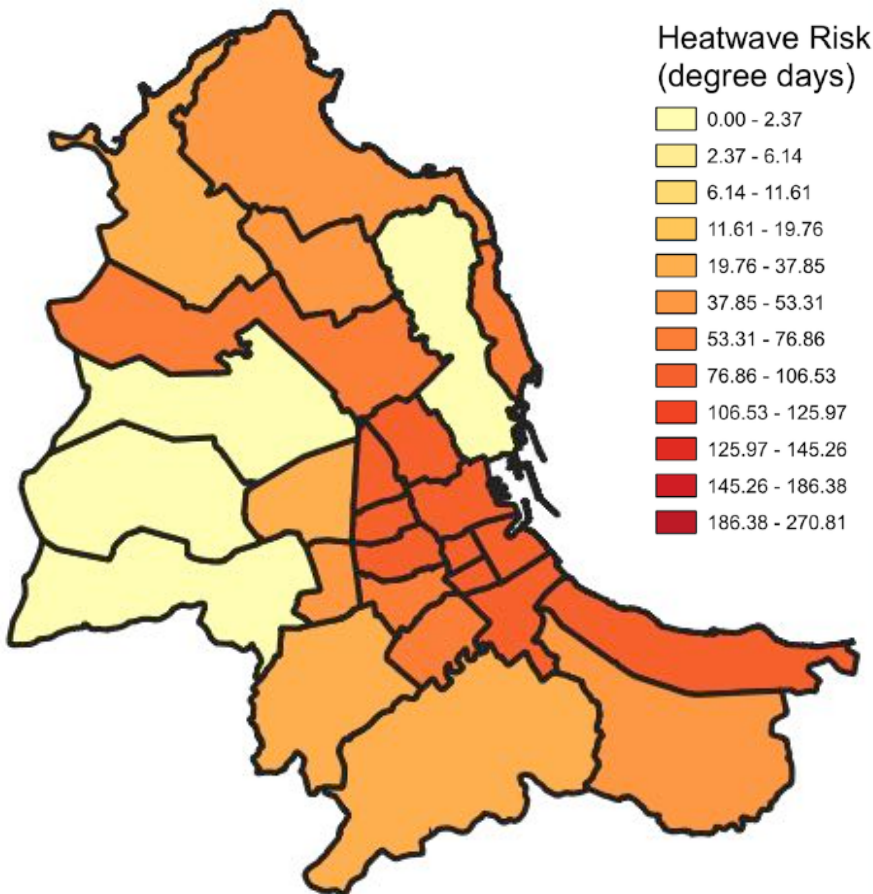 Heatwave Risk
(degree days)
0.00 - 2.37
2.37 - 6.14
6.14 - 11.61
11.61 - 19.76
19.76 - 37.85
37.85 - 53.31
53.31 - 76.86
76.86 - 106.53
106.53 - 125.97
125.97 - 145.26
145.26 - 186.38
186.38 - 270.81